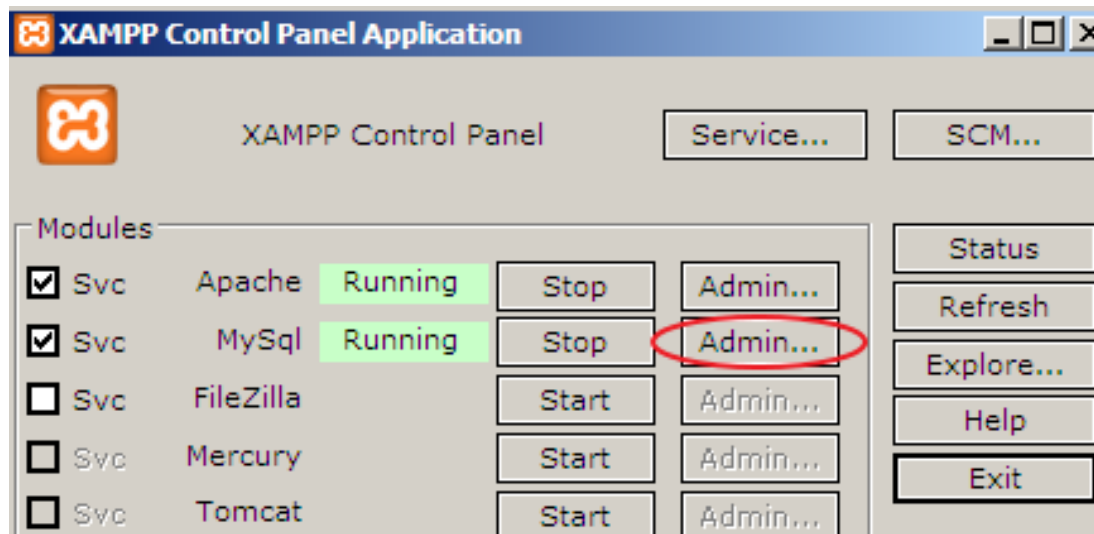 XAMPP Control Panel Application
XAMPP Control Panel Service... SCM...
Modules
Status
Svc Apache Running Stop Admin...
Refresh
Svc MySql Running Stop Admin...
Explore...
Svc FileZilla Start Admin...
Help
Svc Mercury Start Admin...
Exit
Svc Tomcat Start Admin...